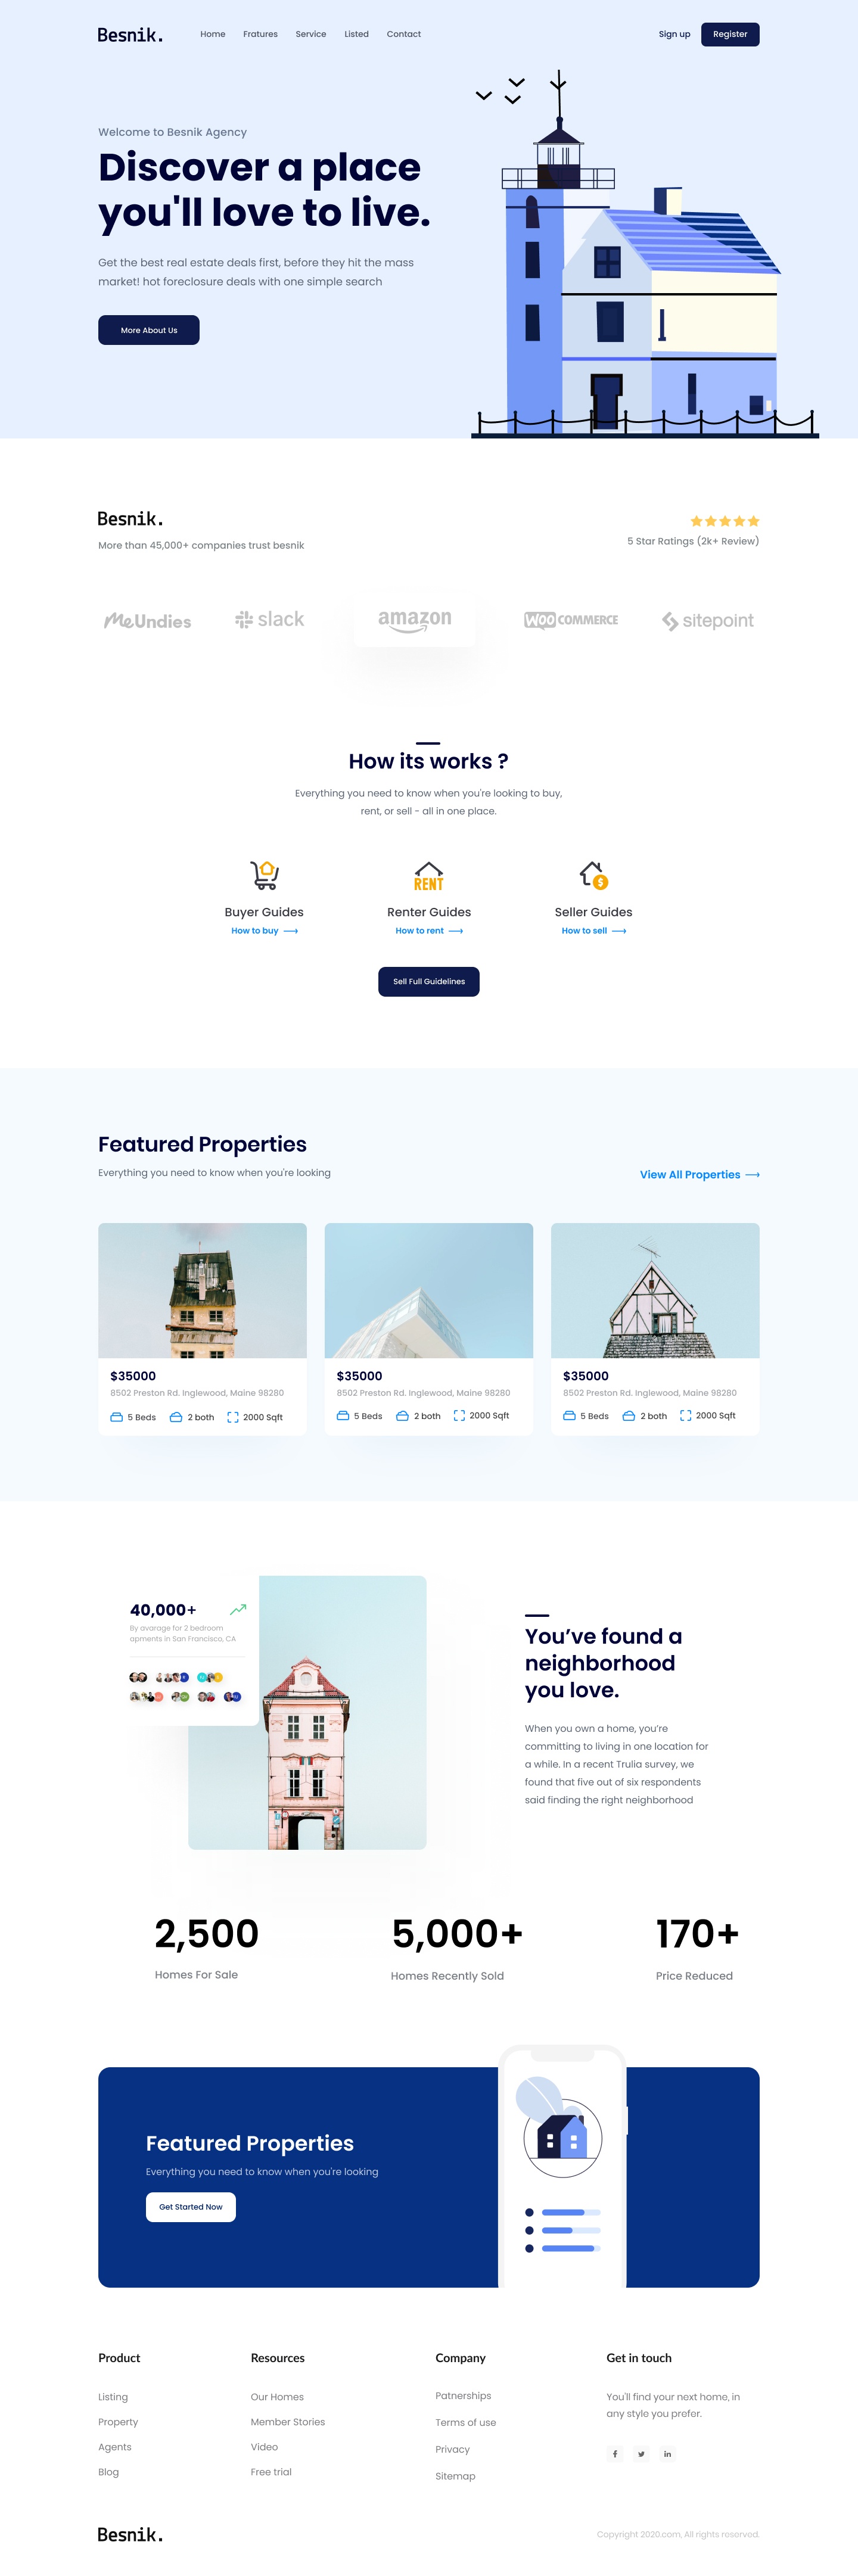 Besnik.
Home Fratures Service Listed Contact
Sign up Register
Welcome to Besnik Agency
Discover a place
you'll love to live.
Get the best real estate deals first, before they hit the mass
market! hot foreclosure deals with one simple search
More About Us
Besnik.
More than 45,000+ companies trust besnik
5 Star Ratings (2k+ Review)
MeUndies slack amazon WOO COMMERCE sitepoint
How its works ?
Everything you need to know when you're looking to buy,
rent, or sell - all in one place.
RENT
$
Buyer Guides Renter Guides Seller Guides
How to buy How to rent How to sell
Sell Full Guidelines
Featured Properties
Everything you need to know when you're looking
View All Properties
$35000
8502 Preston Rd. Inglewood, Maine 98280
5 Beds 2 both 2000 Sqft
$35000
8502 Preston Rd. Inglewood, Maine 98280
5 Beds 2 both 2000 Sqft
$35000
8502 Preston Rd. Inglewood, Maine 98280
5 Beds 2 both 2000 Sqft
40,000+
By avarage for 2 bedroom
apments in San Francisco, CA
You’ve found a
neighborhood
you love.
When you own a home, you’re
committing to living in one location for
a while. In a recent Trulia survey, we
found that five out of six respondents
said finding the right neighborhood
2,500
Homes For Sale
5,000+
Homes Recently Sold
170+
Price Reduced
Featured Properties
Everything you need to know when you're looking
Get Started Now
Product
Listing
Property
Agents
Blog
Resources
Our Homes
Member Stories
Video
Free trial
Company
Patnerships
Terms of use
Privacy
Sitemap
Get in touch
You'll find your next home, in
any style you prefer.
f
in
Besnik.
Copyright 2020.com, All rights reserved.